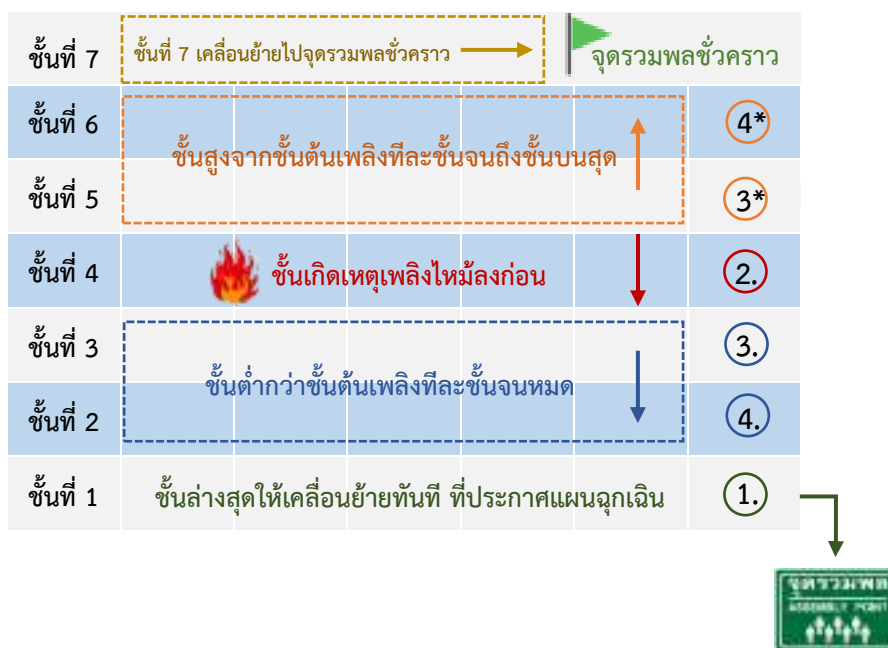 ชั้นที่ 7 ชั้นที่ 7 เคลื่อนย้ายไปจุดรวมพลชั่วคราว จุดรวมพลชั่วคราว
ชั้นที่ 6 4*
ชั้นสูงจากชั้นต้นเพลิงทีละชั้นจนถึงชั้นบนสุด
ชั้นที่ 5 3*
ชั้นที่ 4 ชั้นเกิดเหตุเพลิงไหม้ลงก่อน 2.
ชั้นที่ 3 3.
ชั้นต่ำกว่าชั้นต้นเพลิงทีละชั้นจนหมด
ชั้นที่ 2 4.
ชั้นที่ 1 ชั้นล่างสุดให้เคลื่อนย้ายทันที ที่ประกาศแผนฉุกเฉิน 1.
จุดรวมพล
ASSEMBLY POINT